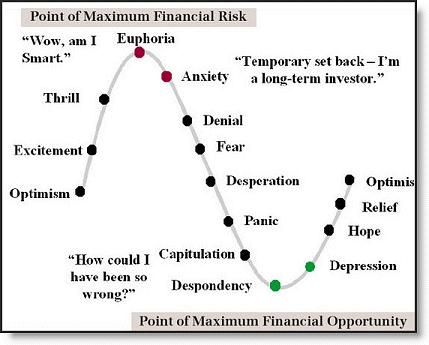 Point of Maximum Financial Risk
“Wow, am I
Smart.”
Euphoria
Anxiety
“Temporary set back – I’m
a long-term investor.”
Thrill
Denial
Excitement
Fear
Desperation
Optimism
Optimis
Relief
Panic
Hope
Capitulation
“How could I
have been so
wrong?”
Depression
Despondency
Point of Maximum Financial Opportunity